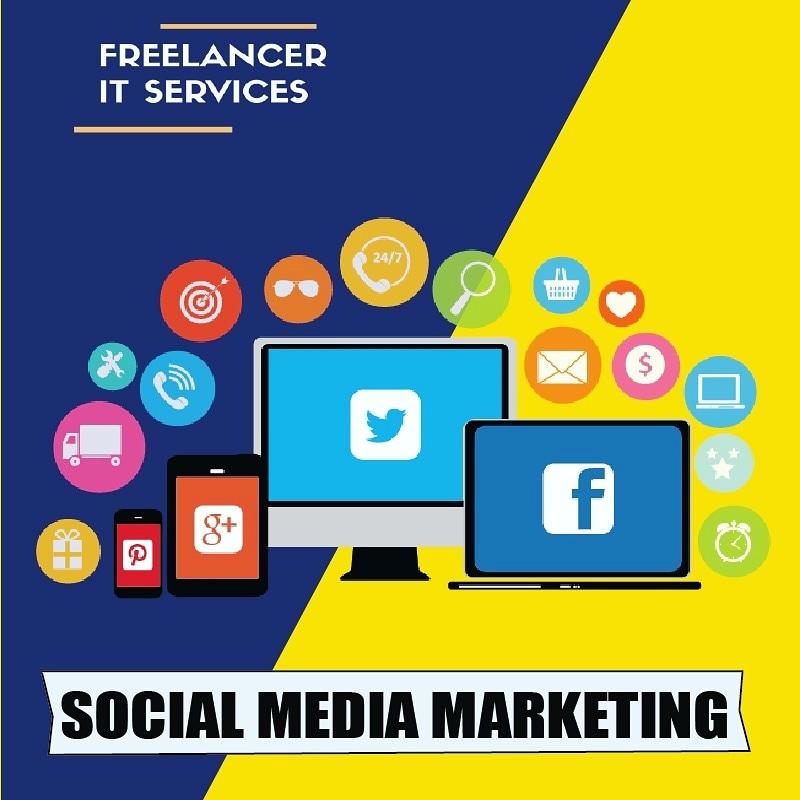 FREELANCER
IT SERVICES
24/7
$
g+
f
SOCIAL MEDIA MARKETING